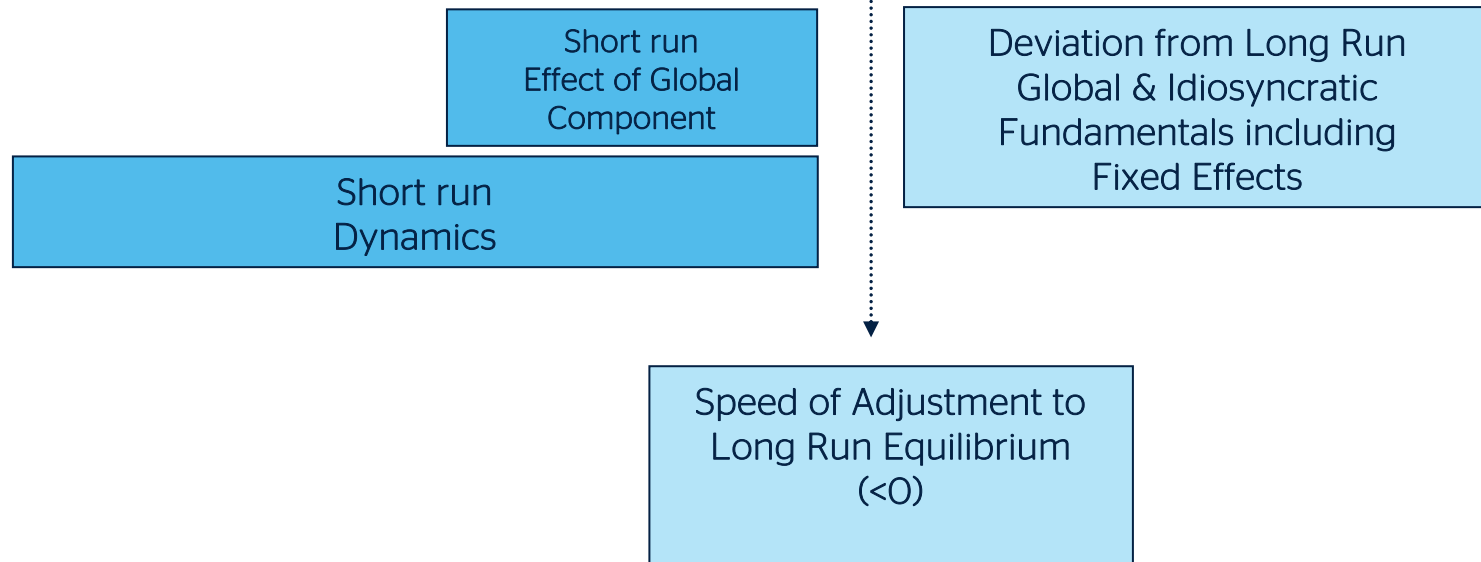 Short run
Effect of Global
Component
Deviation from Long Run
Global & Idiosyncratic
Fundamentals including
Fixed Effects
Short run
Dynamics
Speed of Adjustment to
Long Run Equilibrium
(<0)